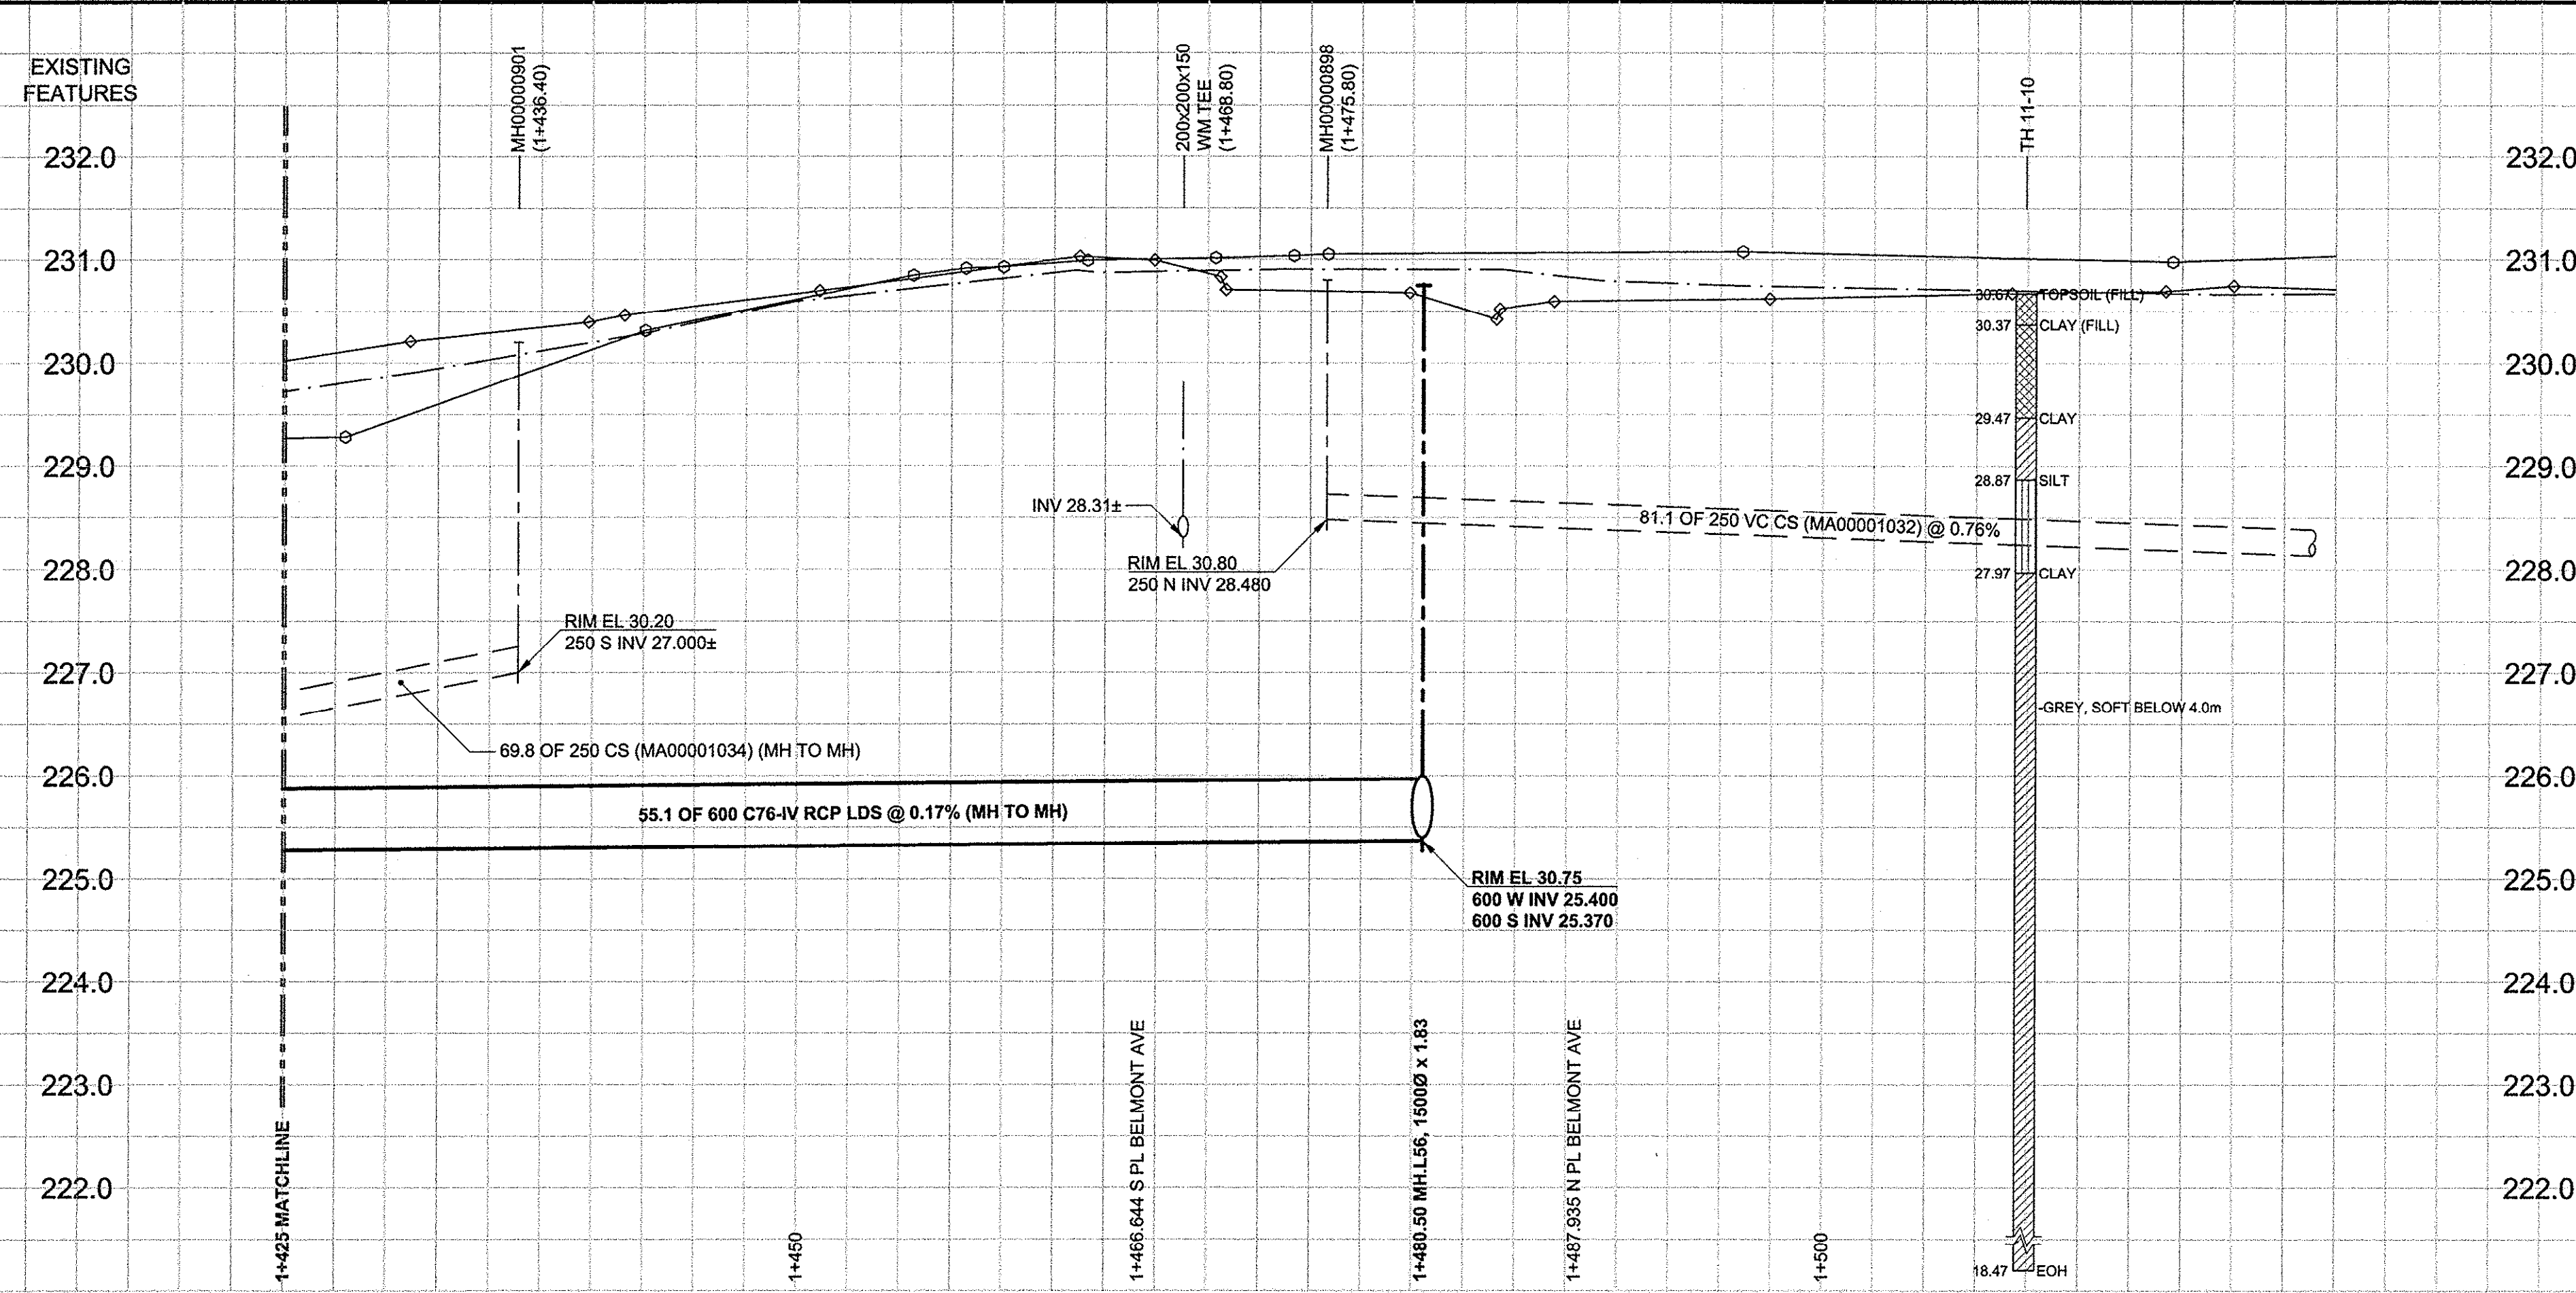 EXISTING
FEATURES
MH00000901
(1+436.40)
200x200x150
WM TEE
(1+468.80)
MH00000898
(1+475.80)
TH 11-10
232.0
232.0
231.0
231.0
230.0
230.0
229.0
229.0
228.0
228.0
227.0
227.0
226.0
226.0
225.0
225.0
224.0
224.0
223.0
223.0
222.0
222.0
30.67 TOPSOIL (FILL)
30.37 CLAY (FILL)
29.47 CLAY
28.87 SILT
27.97 CLAY
-GREY, SOFT BELOW 4.0m
18.47 EOH
INV 28.31±
RIM EL 30.80
250 N INV 28.480
81.1 OF 250 VC CS (MA00001032) @ 0.76%
RIM EL 30.20
250 S INV 27.000±
69.8 OF 250 CS (MA00001034) (MH TO MH)
55.1 OF 600 C76-IV RCP LDS @ 0.17% (MH TO MH)
RIM EL 30.75
600 W INV 25.400
600 S INV 25.370
1+425 MATCHLINE
1+450
1+466.644 S PL BELMONT AVE
1+480.50 MH.L56, 1500Ø x 1.83
1+487.935 N PL BELMONT AVE
1+500